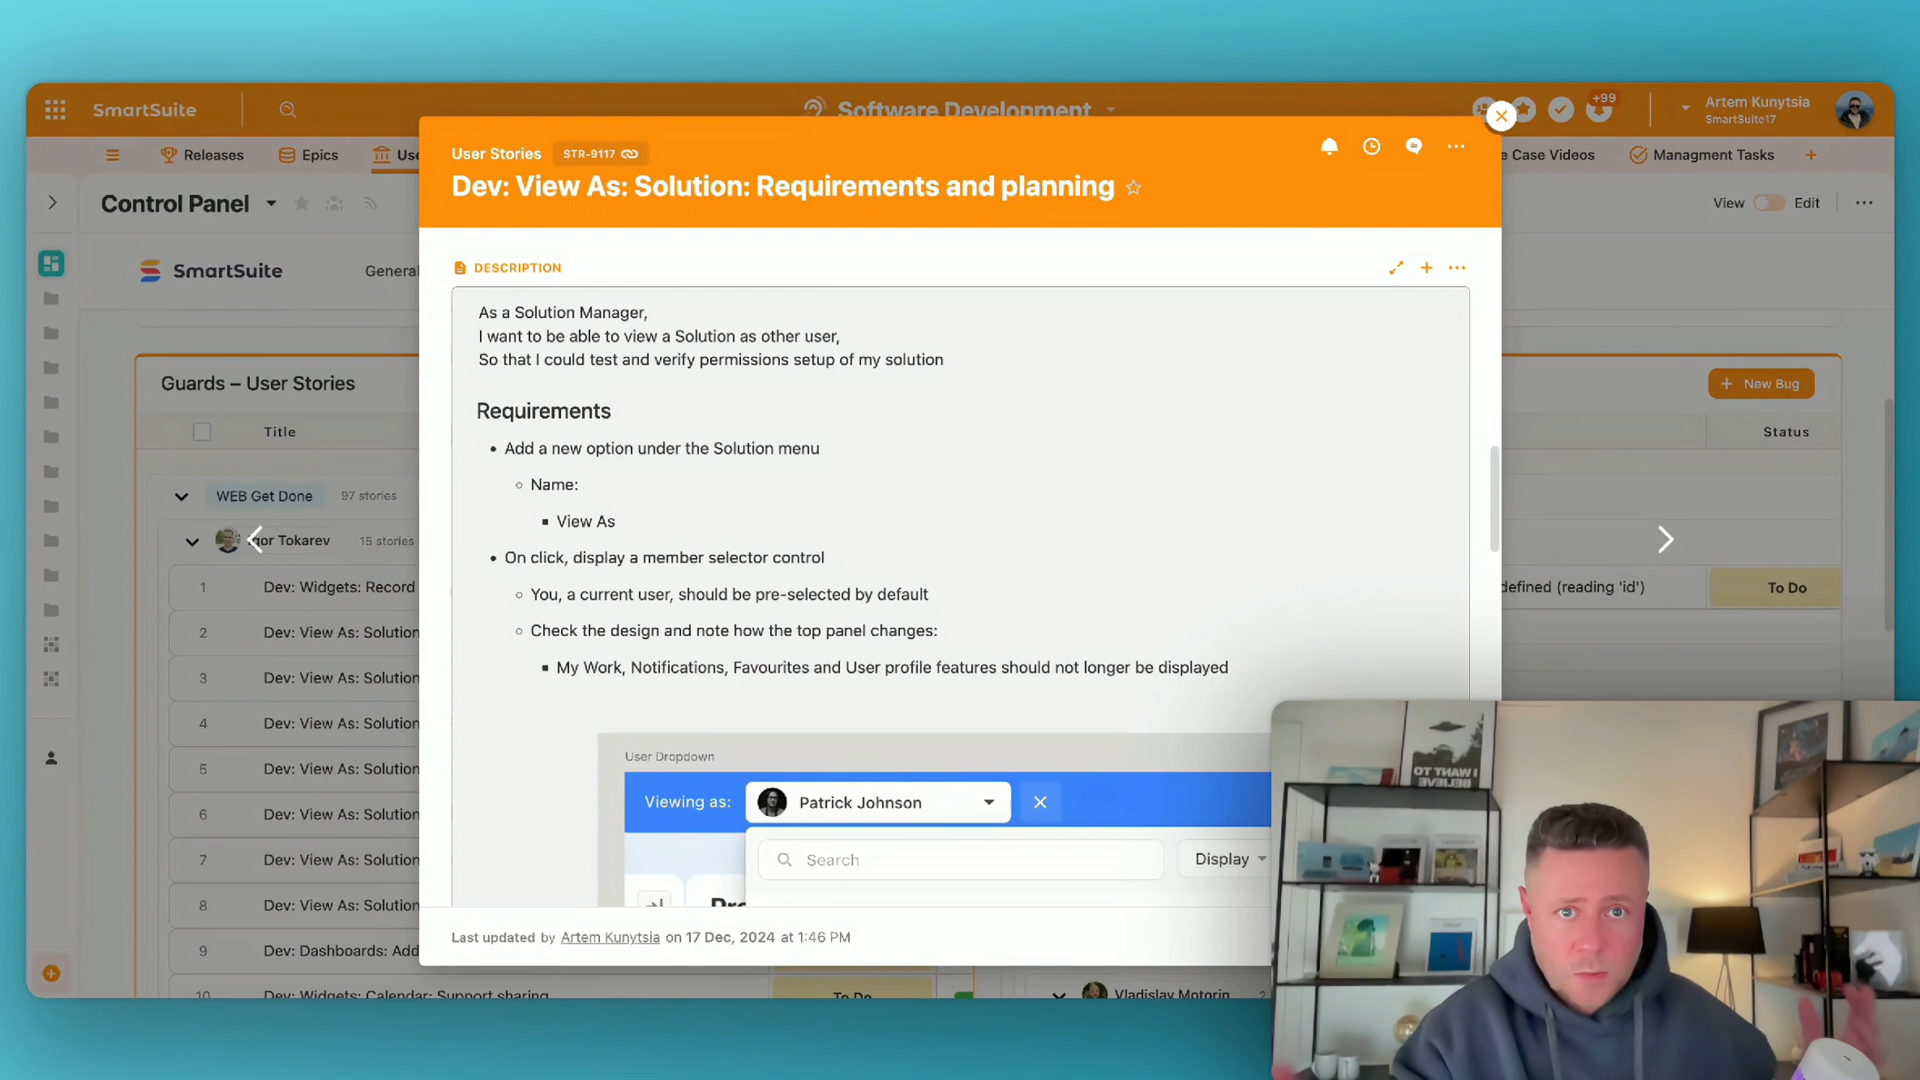 SmartSuite
Software Development
+99
Artem Kunytsia
SmartSuite17
Releases
Epics
Use
e Case Videos
Managment Tasks
Control Panel
View
Edit
SmartSuite
General
User Stories
STR-9117
Dev: View As: Solution: Requirements and planning
DESCRIPTION
As a Solution Manager,
I want to be able to view a Solution as other user,
So that I could test and verify permissions setup of my solution
Requirements
Add a new option under the Solution menu
Name:
View As
On click, display a member selector control
You, a current user, should be pre-selected by default
Check the design and note how the top panel changes:
My Work, Notifications, Favourites and User profile features should not longer be displayed
User Dropdown
Viewing as:
Patrick Johnson
Search
Display
Last updated by Artem Kunytsia on 17 Dec, 2024 at 1:46 PM
Guards – User Stories
Title
WEB Get Done
97 stories
gor Tokarev
15 stories
1 Dev: Widgets: Record
2 Dev: View As: Solution
3 Dev: View As: Solution
4 Dev: View As: Solution
5 Dev: View As: Solution
6 Dev: View As: Solution
7 Dev: View As: Solution
8 Dev: View As: Solution
9 Dev: Dashboards: Add
10 Dev: Widgets: Calendar: Support sharing
To Do
Vladislav Motorin
New Bug
Status
defined (reading 'id')
To Do
I WANT TO
BELIEVE